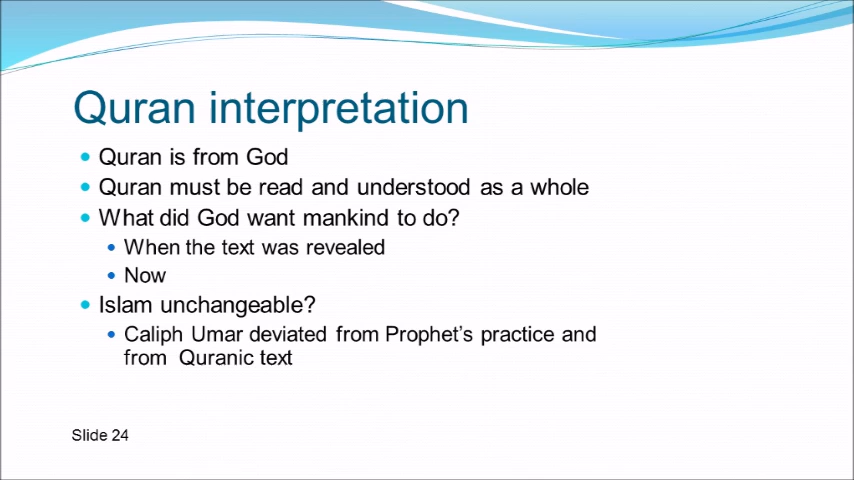 Quran interpretation
• Quran is from God
• Quran must be read and understood as a whole
• What did God want mankind to do?
• When the text was revealed
• Now
• Islam unchangeable?
• Caliph Umar deviated from Prophet's practice and
from Quranic text
Slide 24